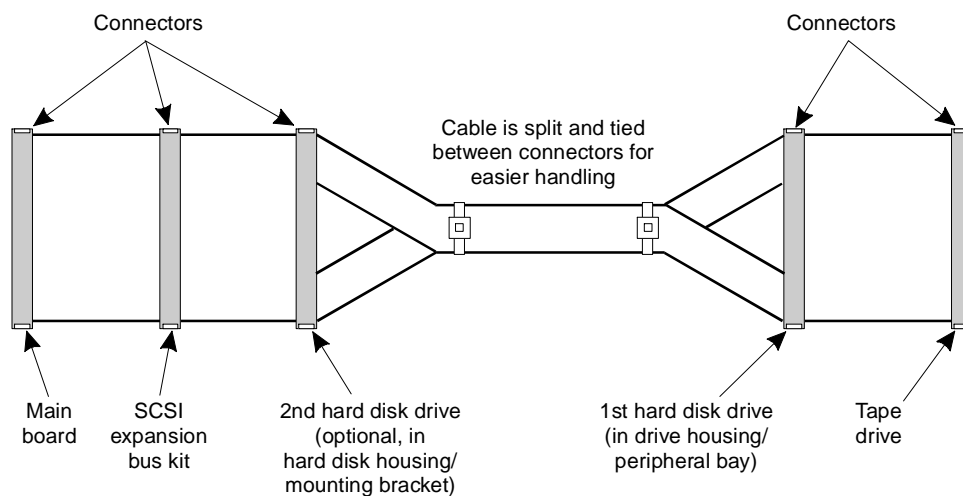 Connectors
Connectors
Cable is split and tied
between connectors for
easier handling
Main
board
SCSI
expansion
bus kit
2nd hard disk drive
(optional, in
hard disk housing/
mounting bracket)
1st hard disk drive
(in drive housing/
peripheral bay)
Tape
drive